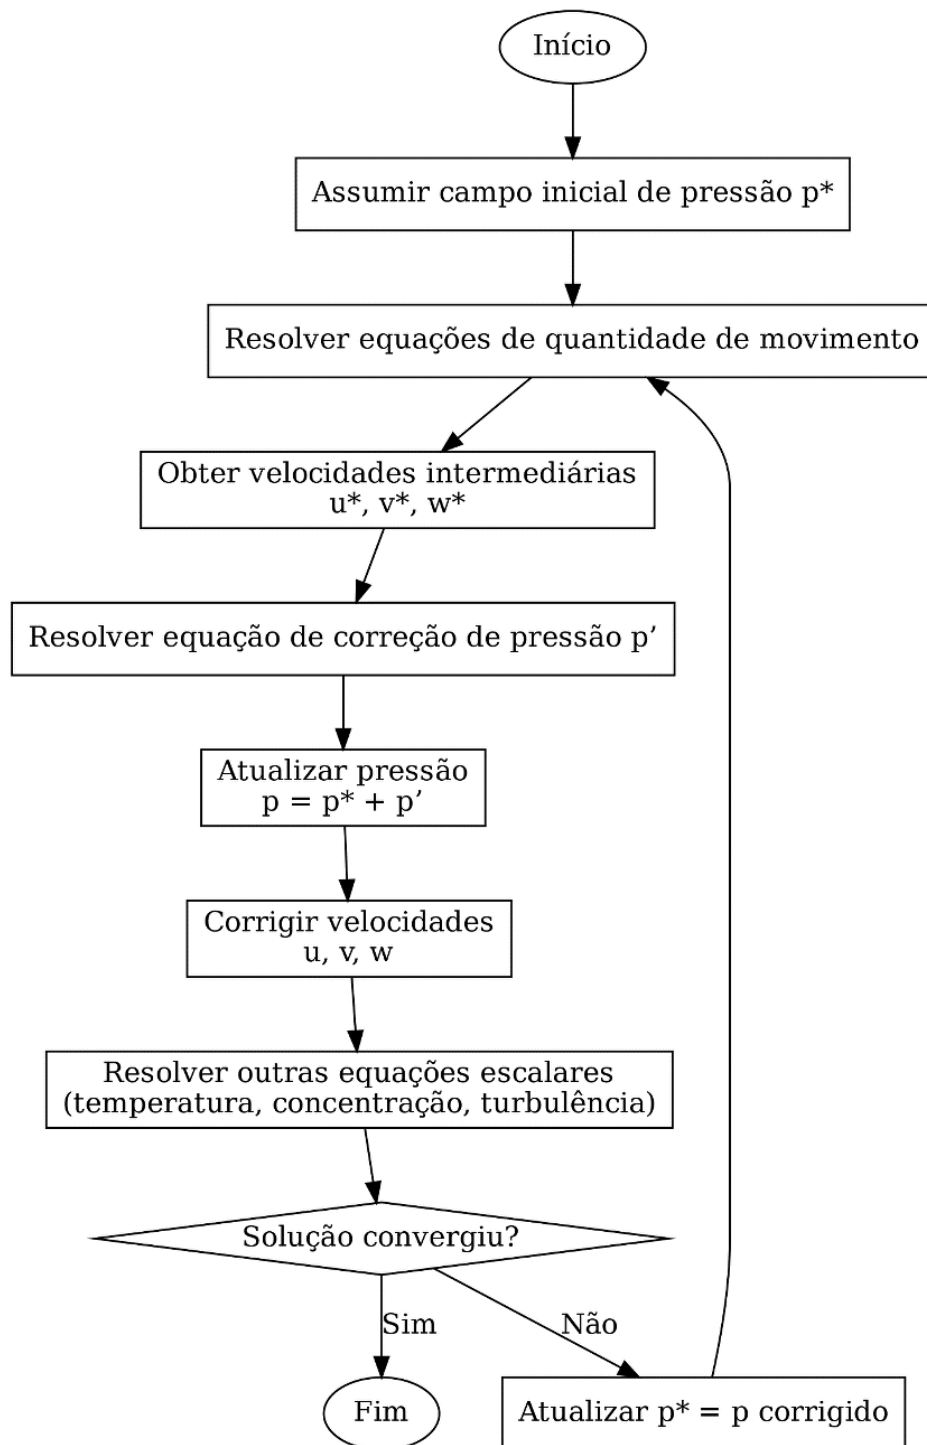 Início
Assumir campo inicial de pressão p*
Resolver equações de quantidade de movimento
Obter velocidades intermediárias
u*, v*, w*
Resolver equação de correção de pressão p’
Atualizar pressão
p = p* + p’
Corrigir velocidades
u, v, w
Resolver outras equações escalares
(temperatura, concentração, turbulência)
Solução convergiu?
Sim
Não
Fim
Atualizar p* = p corrigido